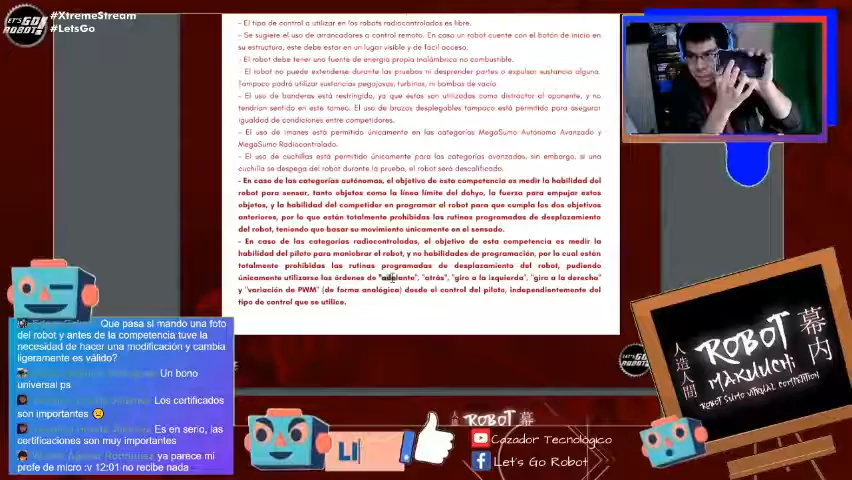 LET'S GO ROBOT!
#XtremeStream
#LetsGo
- El tipo de control a utilizar en los robots radiocontrolados es libre.
- Se sugiere el uso de arrancadores a control remoto. En caso un robot cuente con el botón de inicio en
su estructura, éste debe estar en un lugar visible y de fácil acceso.
- El robot debe tener una fuente de energía propia inalámbrica no combustible.
El robot no puede extenderse durante las pruebas ni desprender partes o expulsar sustancia alguna.
Tampoco podrá utilizar sustancias pegajosas, turbinas, ni bombas de vacío
- El uso de banderas está restringido, ya que éstas son utilizadas como distractor al oponente, y no
tendrían sentido en este torneo. El uso de brazos desplegables tampoco está permitido para asegurar
igualdad de condiciones entre competidores.
- El uso de imanes está permitido únicamente en las categorías MegaSumo Autónomo Avanzado y
MegaSumo Radiocontrolado.
- El uso de cuchillas está permitido únicamente para las categorías avanzadas, sin embargo, si una
cuchilla se despega del robot durante la prueba, el robot será descalificado.
- En caso de las categorías autónomas, el objetivo de esta competencia es medir la habilidad del
robot para sensar, tanto objetos como la línea límite del dohyo, la fuerza para empujar estos
objetos, y la habilidad del competidor en programar al robot para que cumpla los dos objetivos
anteriores, por lo que están totalmente prohibidas las rutinas programadas de desplazamiento
del robot, teniendo que basar su movimiento únicamente en el sensado.
- En caso de las categorías radiocontroladas, el objetivo de esta competencia es medir la
habilidad del piloto para maniobrar el robot, y no habilidades de programación, por lo cual están
totalmente prohibidas las rutinas programadas de desplazamiento del robot, pudiendo
únicamente utilizarse las órdenes de "adelante", "atrás", "giro a la izquierda", "giro a la derecha"
y "variación de PWM" (de forma analógica) desde el control del piloto, independientemente del
tipo de control que se utilice.
Que pasa si mando una foto
del robot y antes de la competencia tuve la
necesidad de hacer una modificación y cambia
ligeramente es válido?
Un bono
universal ps
Los certificados
son importantes
Es en serio, las
certificaciones son muy importantes
ya parece mi
profe de micro :v 12:01 no recibe nada
人造人間
ROBOT
MAKUUCHI
幕内
ROBOT SUMO VIRTUAL COMPETITION
LET'S GO
ROBOT
LI
Cazador Tecnológico
Let's Go Robot